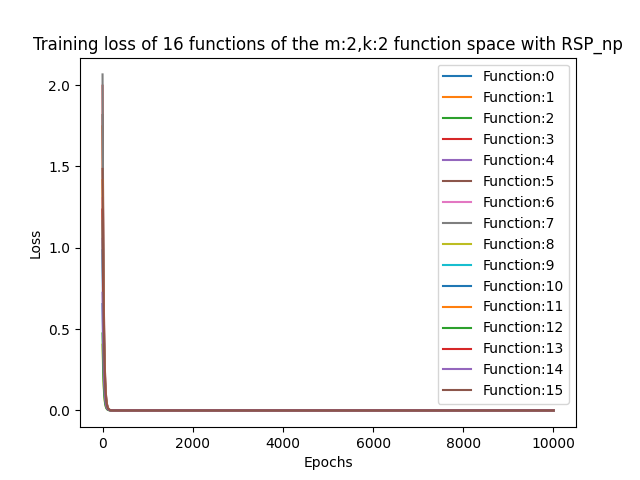 Training loss of 16 functions of the m:2,k:2 function space with RSP_np
2.0
1.5
1.0
0.5
0.0
Loss
0 2000 4000 6000 8000 10000
Epochs
Function:0
Function:1
Function:2
Function:3
Function:4
Function:5
Function:6
Function:7
Function:8
Function:9
Function:10
Function:11
Function:12
Function:13
Function:14
Function:15